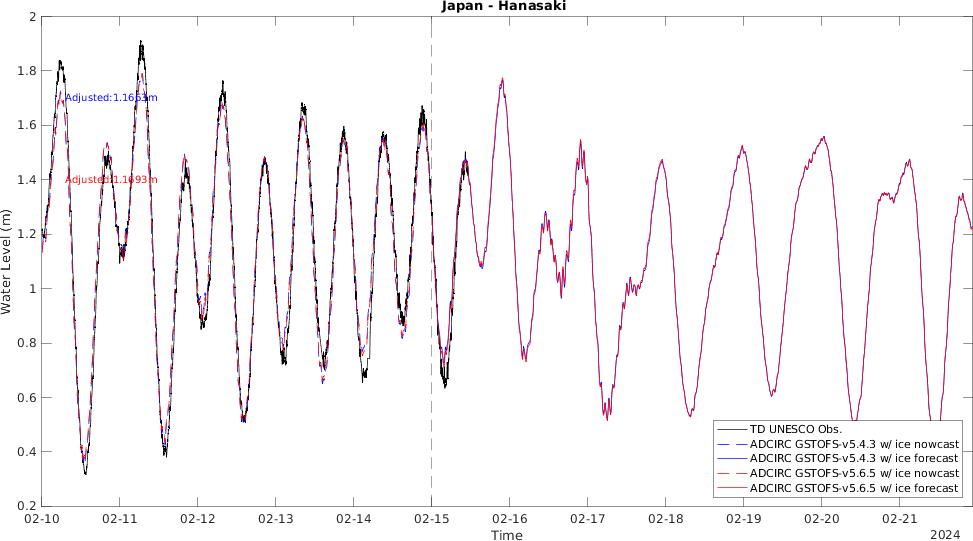 Japan - Hanasaki
2
1.8
1.6
1.4
1.2
1
0.8
0.6
0.4
0.2
Water Level (m)
Adjusted:1.1653m
Adjusted:1.1693m
TD UNESCO Obs.
ADCIRC GSTOFS-v5.4.3 w/ ice nowcast
ADCIRC GSTOFS-v5.4.3 w/ ice forecast
ADCIRC GSTOFS-v5.6.5 w/ ice nowcast
ADCIRC GSTOFS-v5.6.5 w/ ice forecast
02-10 02-11 02-12 02-13 02-14 02-15 02-16 02-17 02-18 02-19 02-20 02-21
Time
2024